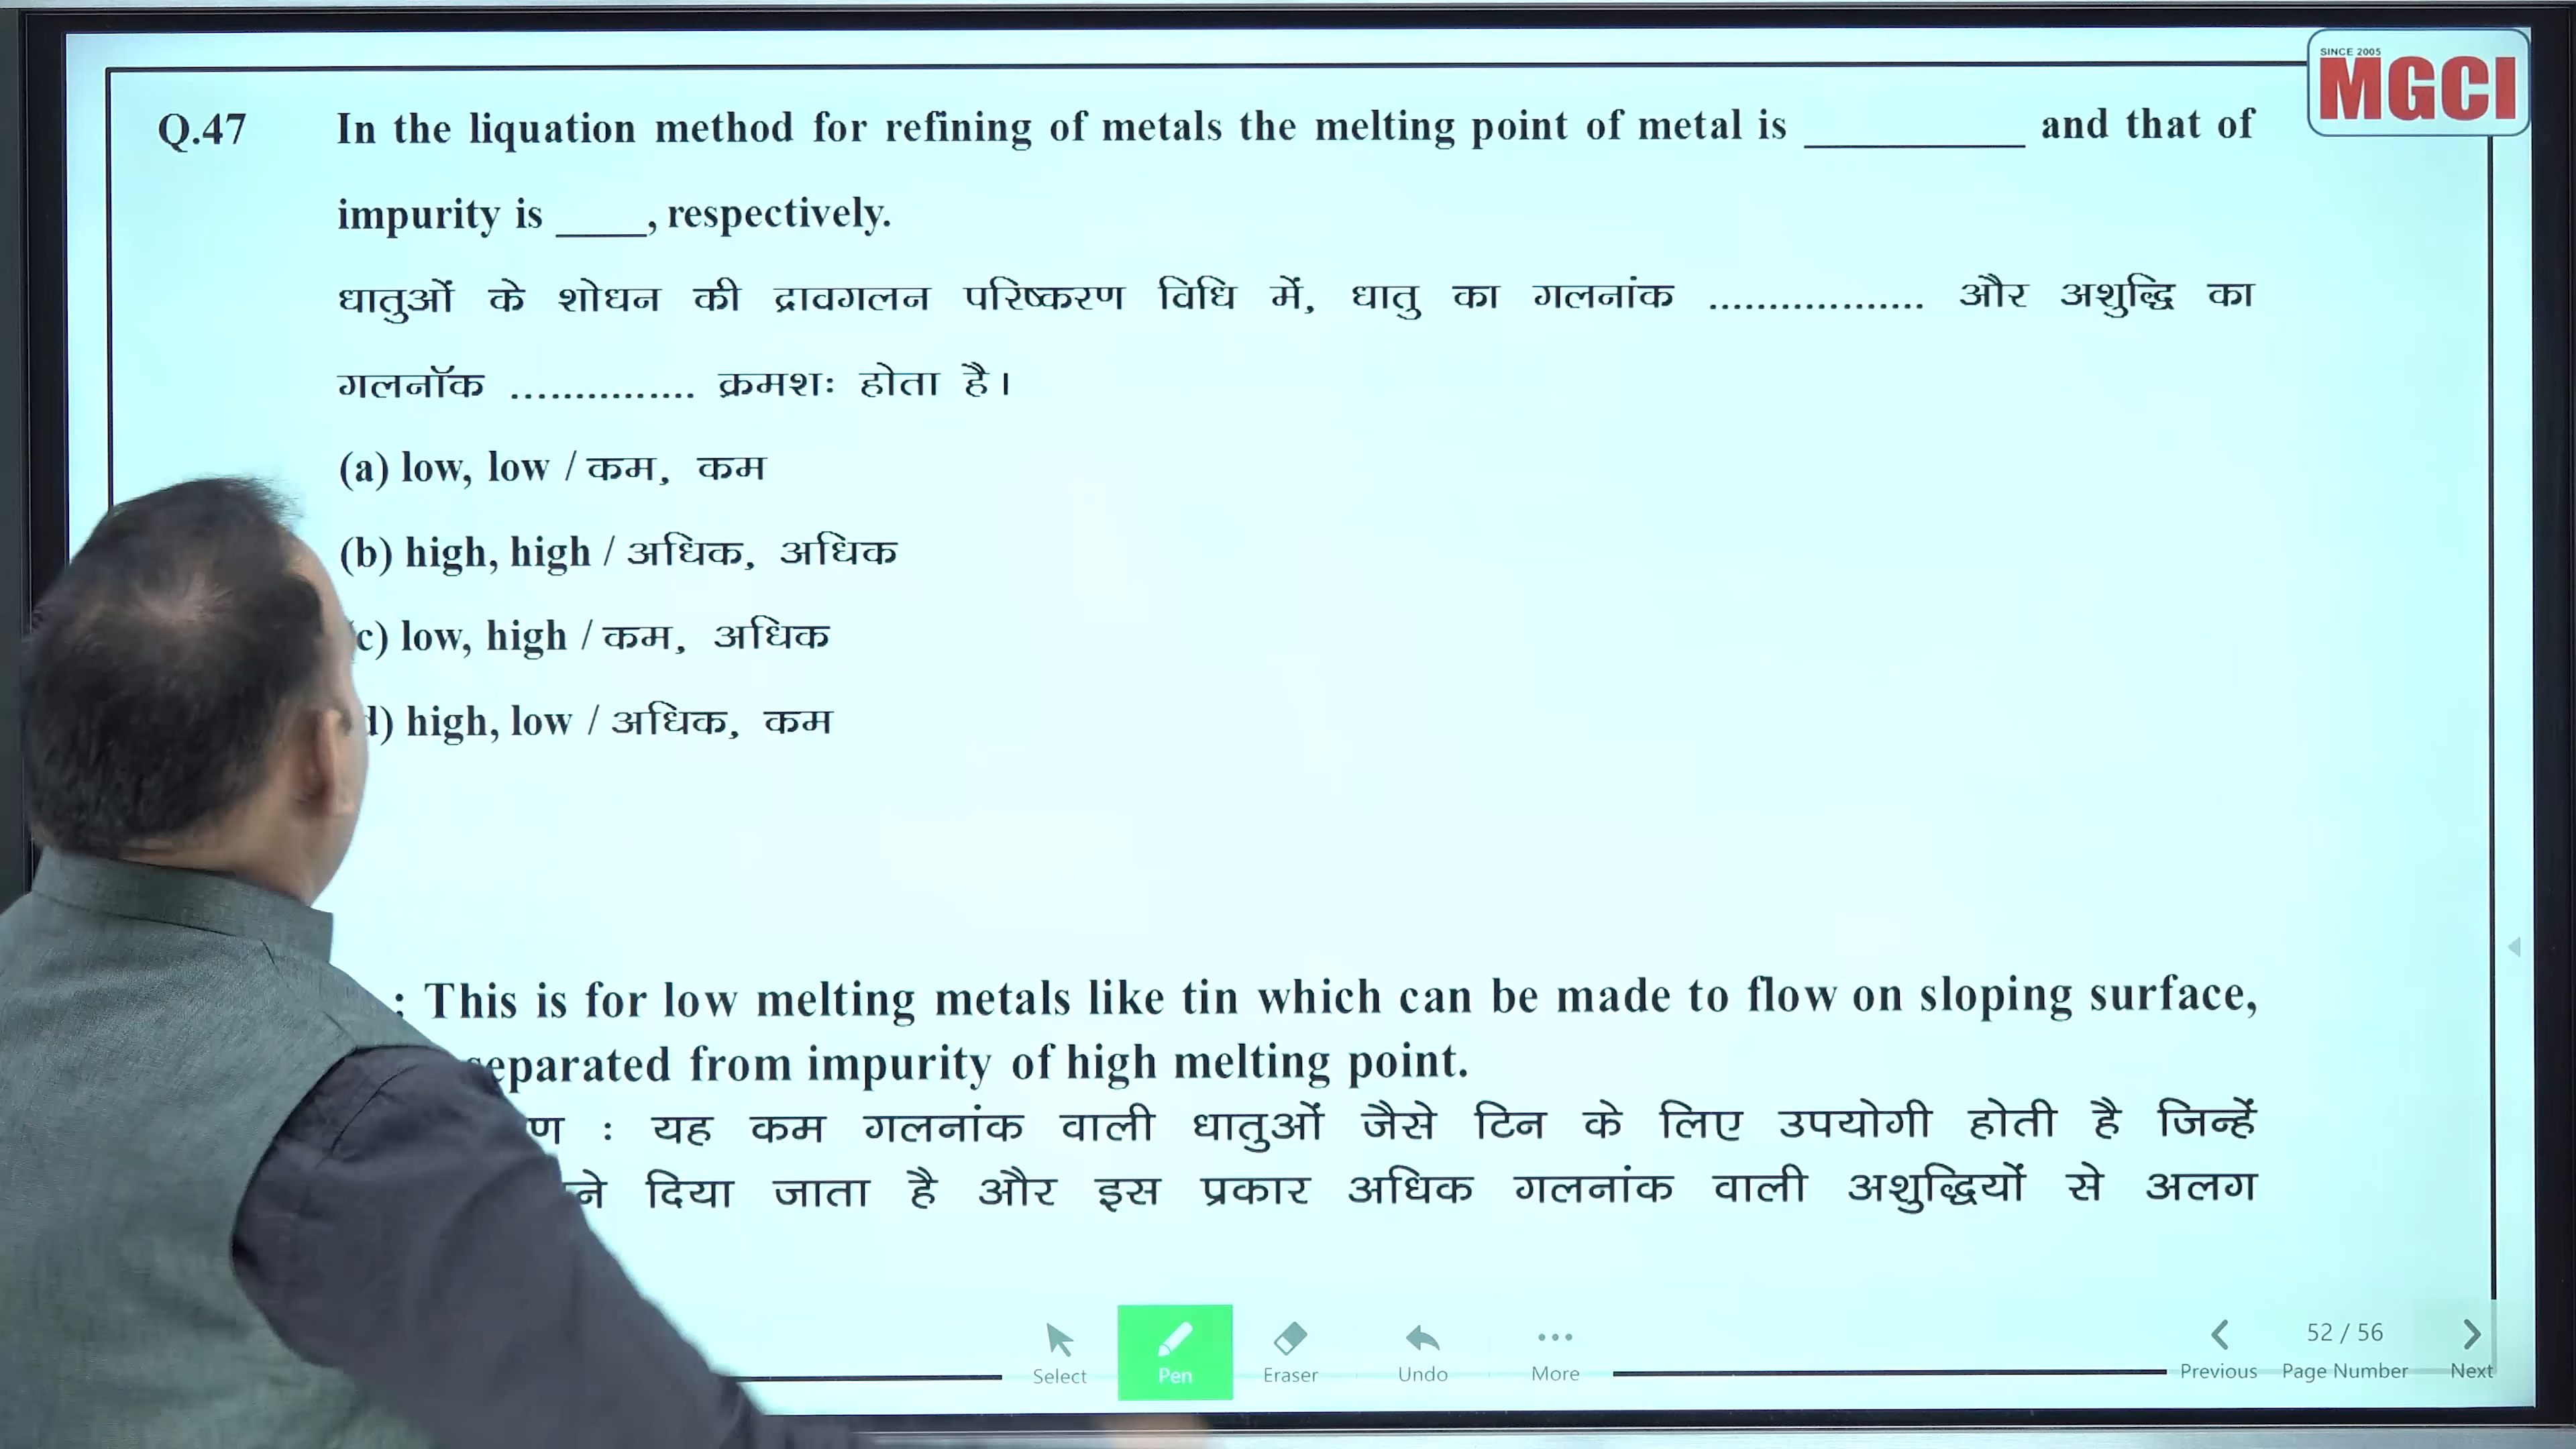 SINCE 2005
MGCI
Q.47 In the liquation method for refining of metals the melting point of metal is __________ and that of
impurity is ____, respectively.
धातुओं के शोधन की द्रावगलन परिष्करण विधि में, धातु का गलनांक .................. और अशुद्धि का
गलनॉक ............... क्रमशः होता है।
(a) low, low / कम, कम
(b) high, high / अधिक, अधिक
c) low, high / कम, अधिक
d) high, low / अधिक, कम
: This is for low melting metals like tin which can be made to flow on sloping surface,
separated from impurity of high melting point.
ण : यह कम गलनांक वाली धातुओं जैसे टिन के लिए उपयोगी होती है जिन्हें
ने दिया जाता है और इस प्रकार अधिक गलनांक वाली अशुद्धियों से अलग
Select Pen Eraser Undo More
52 / 56
Previous Page Number Next